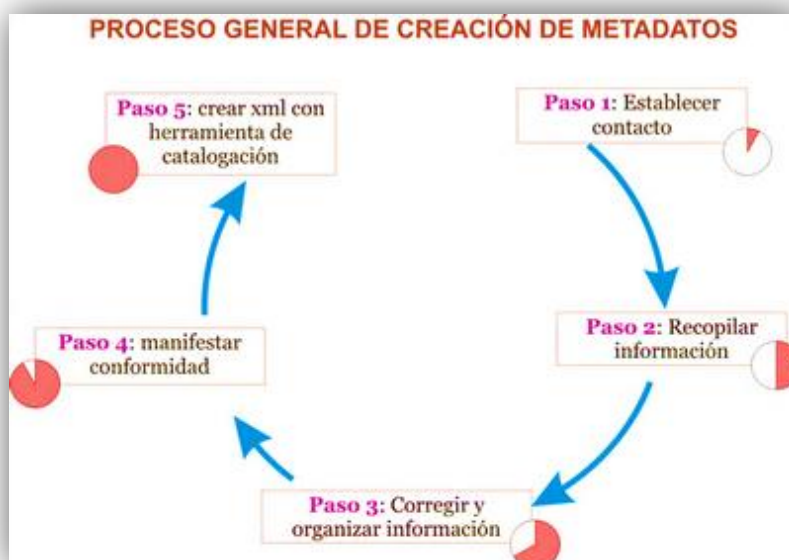 PROCESO GENERAL DE CREACIÓN DE METADATOS
Paso 1: Establecer
contacto
Paso 2: Recopilar
información
Paso 3: Corregir y
organizar información
Paso 4: manifestar
conformidad
Paso 5: crear xml con
herramienta de
catalogación